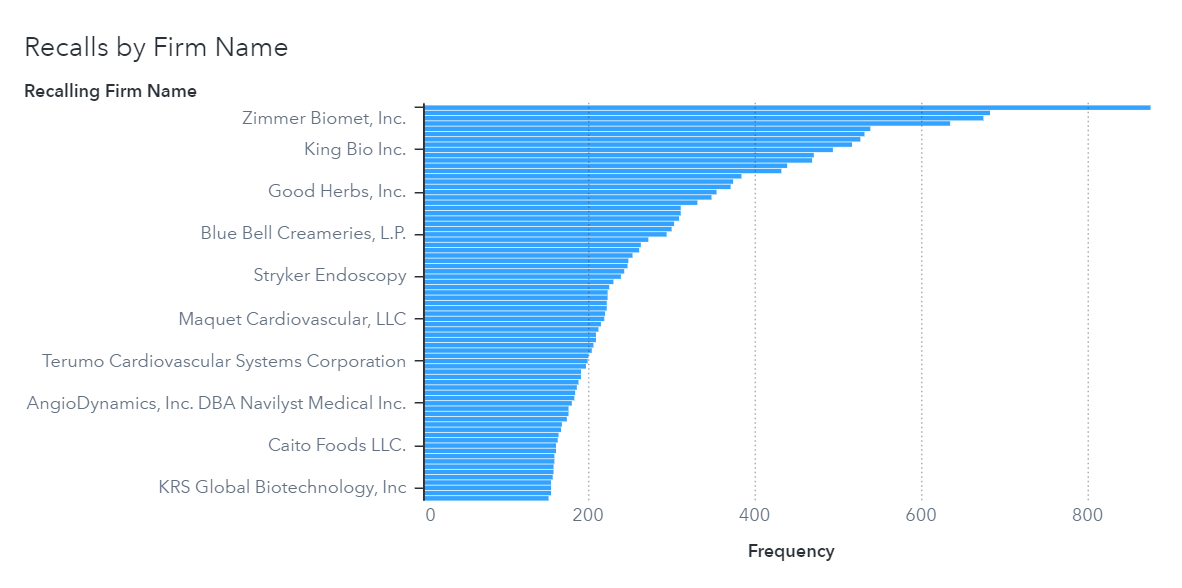 Recalls by Firm Name
Recalling Firm Name
Zimmer Biomet, Inc.
King Bio Inc.
Good Herbs, Inc.
Blue Bell Creameries, L.P.
Stryker Endoscopy
Maquet Cardiovascular, LLC
Terumo Cardiovascular Systems Corporation
AngioDynamics, Inc. DBA Navilyst Medical Inc.
Caito Foods LLC.
KRS Global Biotechnology, Inc
0 200 400 600 800
Frequency